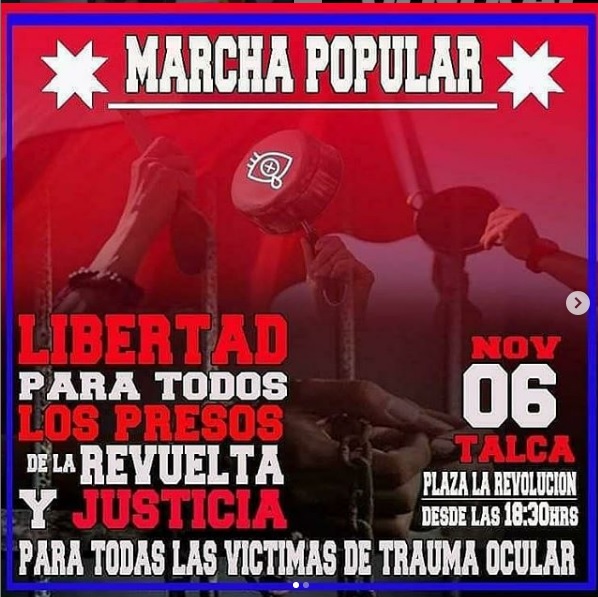 MARCHA POPULAR
LIBERTAD
PARA TODOS
LOS PRESOS
DE LA REVUELTA
Y JUSTICIA
NOV
06
TALCA
PLAZA LA REVOLUCION
DESDE LAS 18:30HRS
PARA TODAS LAS VICTIMAS DE TRAUMA OCULAR